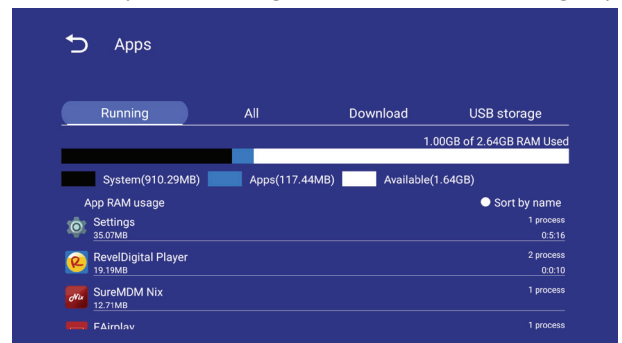 Apps
Running All Download USB storage
1.00GB of 2.64GB RAM Used
System(910.29MB) Apps(117.44MB) Available(1.64GB)
App RAM usage Sort by name
Settings 1 process
35.07MB 0:5:16
RevelDigital Player 2 process
19.19MB 0:0:10
SureMDM Nix 1 process
Nix
12.71MB
EAirplay 1 process